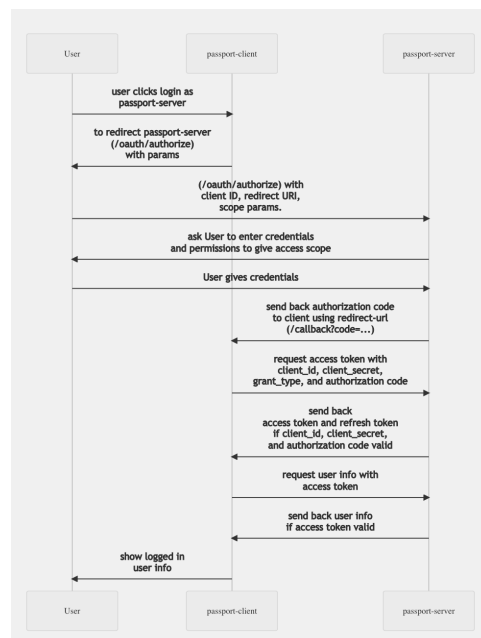 User
passport-client
passport-server
user clicks login as
passport-server
to redirect passport-server
(/oauth/authorize)
with params
(/oauth/authorize) with
client ID, redirect URI,
scope params.
ask User to enter credentials
and permissions to give access scope
User gives credentials
send back authorization code
to client using redirect-url
(/callback?code=...)
request access token with
client_id, client_secret,
grant_type, and authorization code
send back
access token and refresh token
if client_id, client_secret,
and authorization code valid
request user info with
access token
send back user info
if access token valid
show logged in
user info
User
passport-client
passport-server